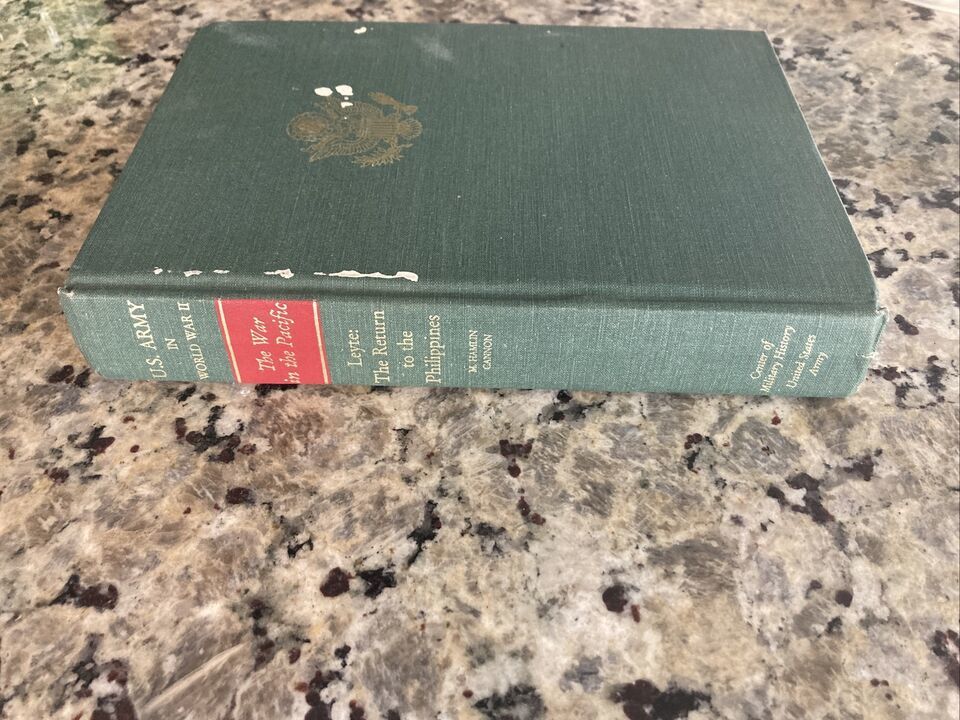 U.S. ARMY
IN
WORLD WAR II
The War
in the Pacific
Leyte:
The Return
to the
Philippines
M. HAMLIN
CANNON
Center of
Military History
United States
Army